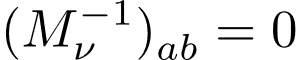 $(M_\nu^{-1})_{ab} = 0$